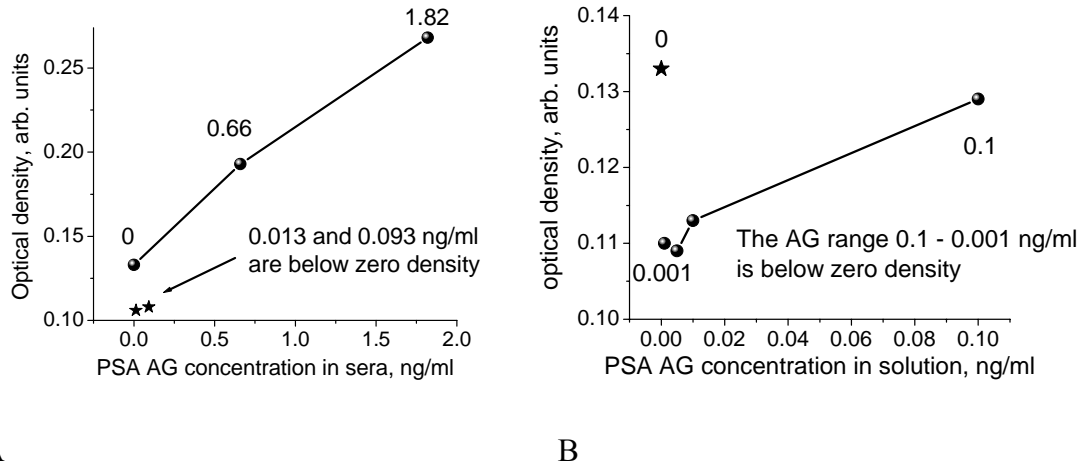 Optical density, arb. units
0.25
0.20
0.15
0.10
1.82
0.66
0
0.013 and 0.093 ng/ml
are below zero density
0.0 0.5 1.0 1.5 2.0
PSA AG concentration in sera, ng/ml
optical density, arb. units
0.14
0.13
0.12
0.11
0.10
0
0.1
The AG range 0.1 - 0.001 ng/ml
is below zero density
0.001
0.00 0.02 0.04 0.06 0.08 0.10
PSA AG concentration in solution, ng/ml
B